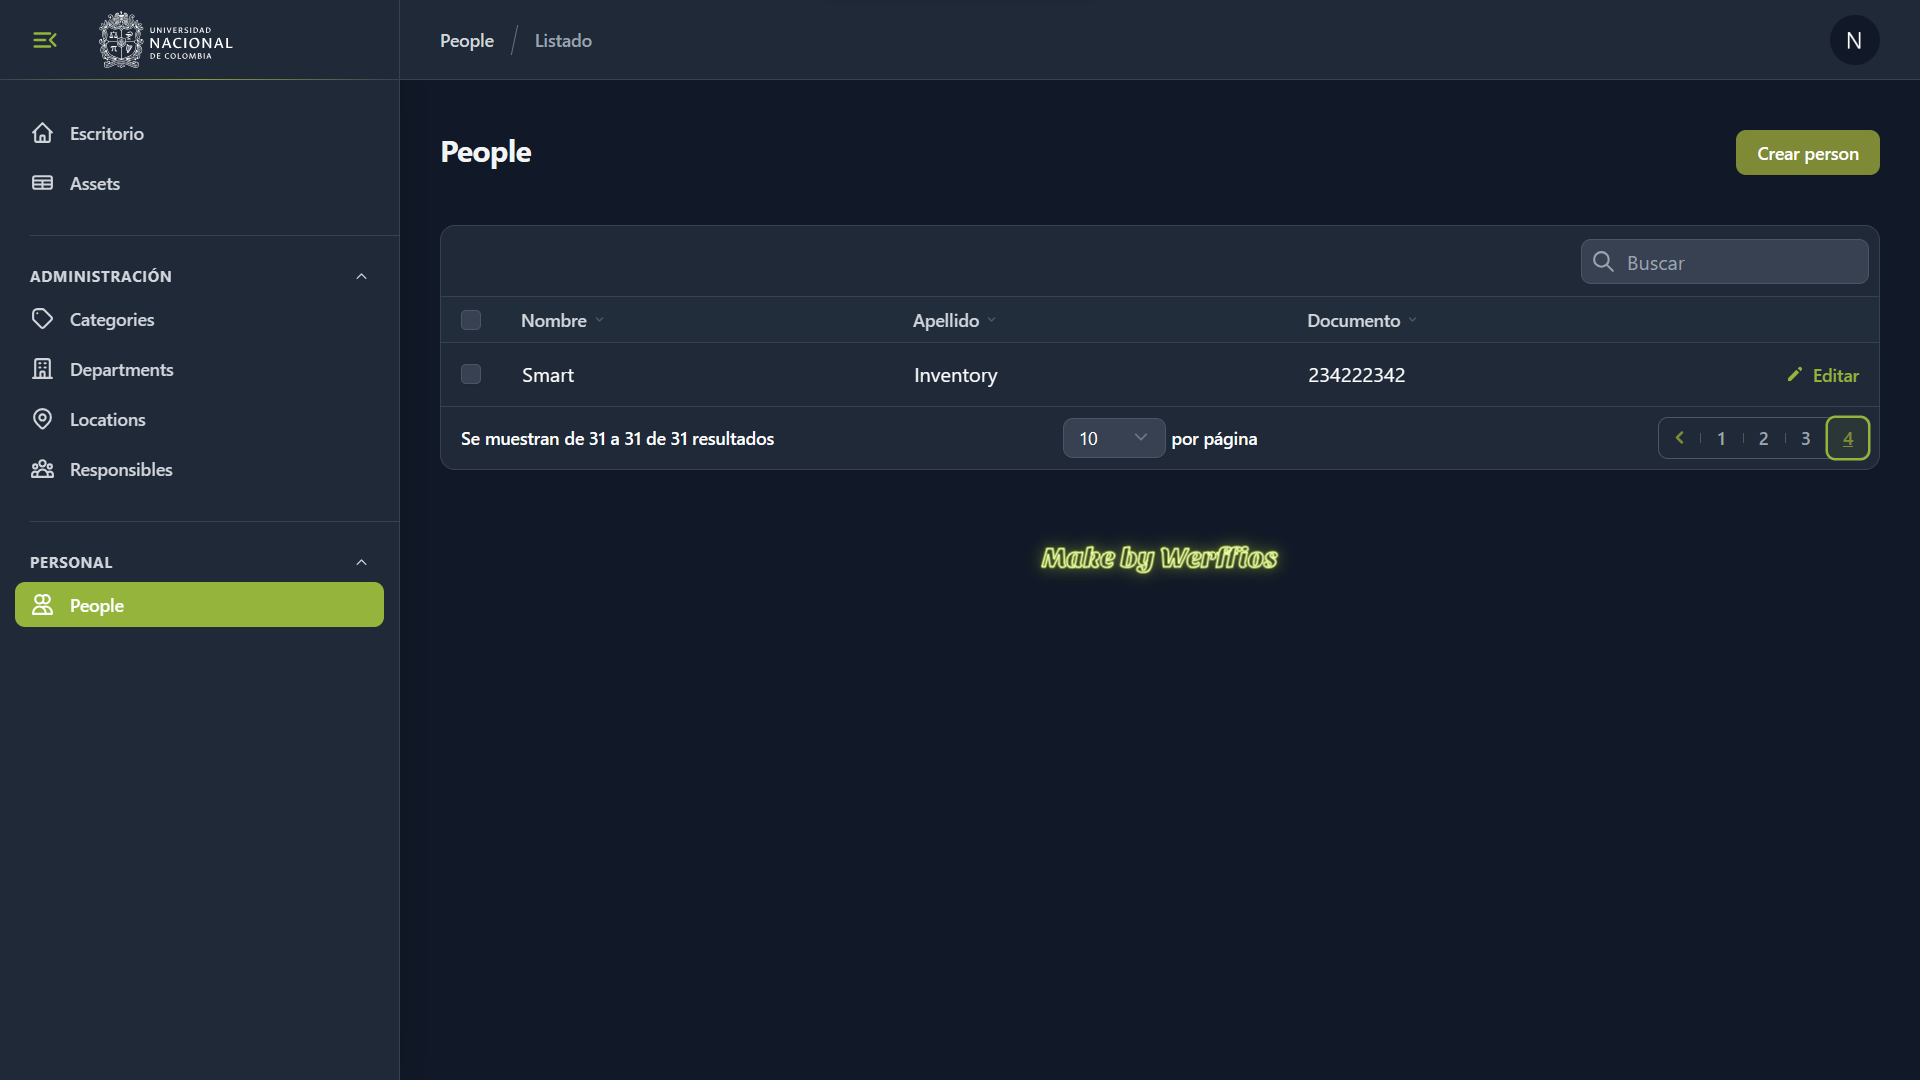 UNIVERSIDAD
NACIONAL
DE COLOMBIA
People / Listado
N
Escritorio
Assets
ADMINISTRACIÓN
Categories
Departments
Locations
Responsibles
PERSONAL
People
People
Crear person
Buscar
Nombre Apellido Documento
Smart Inventory 234222342 Editar
Se muestran de 31 a 31 de 31 resultados 10 por página 1 2 3 4
Make by Werffios